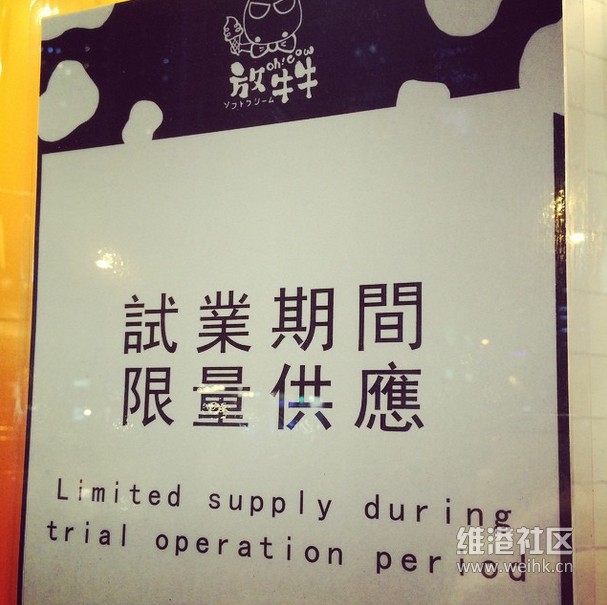 oh! cow
放牛牛
ソフトクリーム
試業期間
限量供應
Limited supply during
trial operation period
维港社区
www.weihk.cn